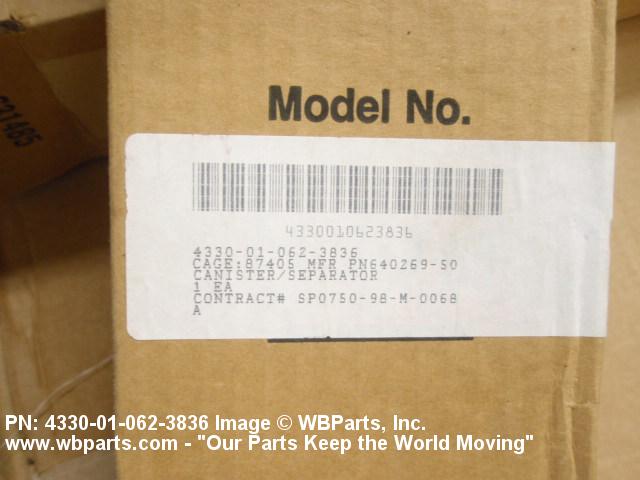 Model No.
4330010623836
4330-01-062-3836
CAGE:87405 MFR PN640269-50
CANISTER/SEPARATOR
1 EA
CONTRACT# SP0750-98-M-0068
A
PN: 4330-01-062-3836 Image © WBParts, Inc.
www.wbparts.com - "Our Parts Keep the World Moving"